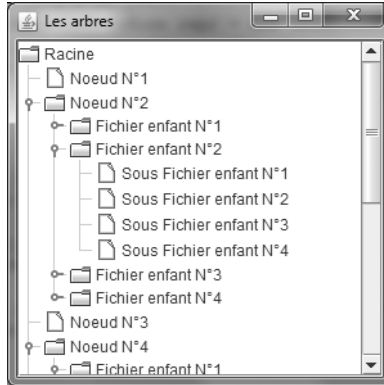 Les arbres
Racine
Noeud N°1
Noeud N°2
Fichier enfant N°1
Fichier enfant N°2
Sous Fichier enfant N°1
Sous Fichier enfant N°2
Sous Fichier enfant N°3
Sous Fichier enfant N°4
Fichier enfant N°3
Fichier enfant N°4
Noeud N°3
Noeud N°4
Fichier enfant N°1